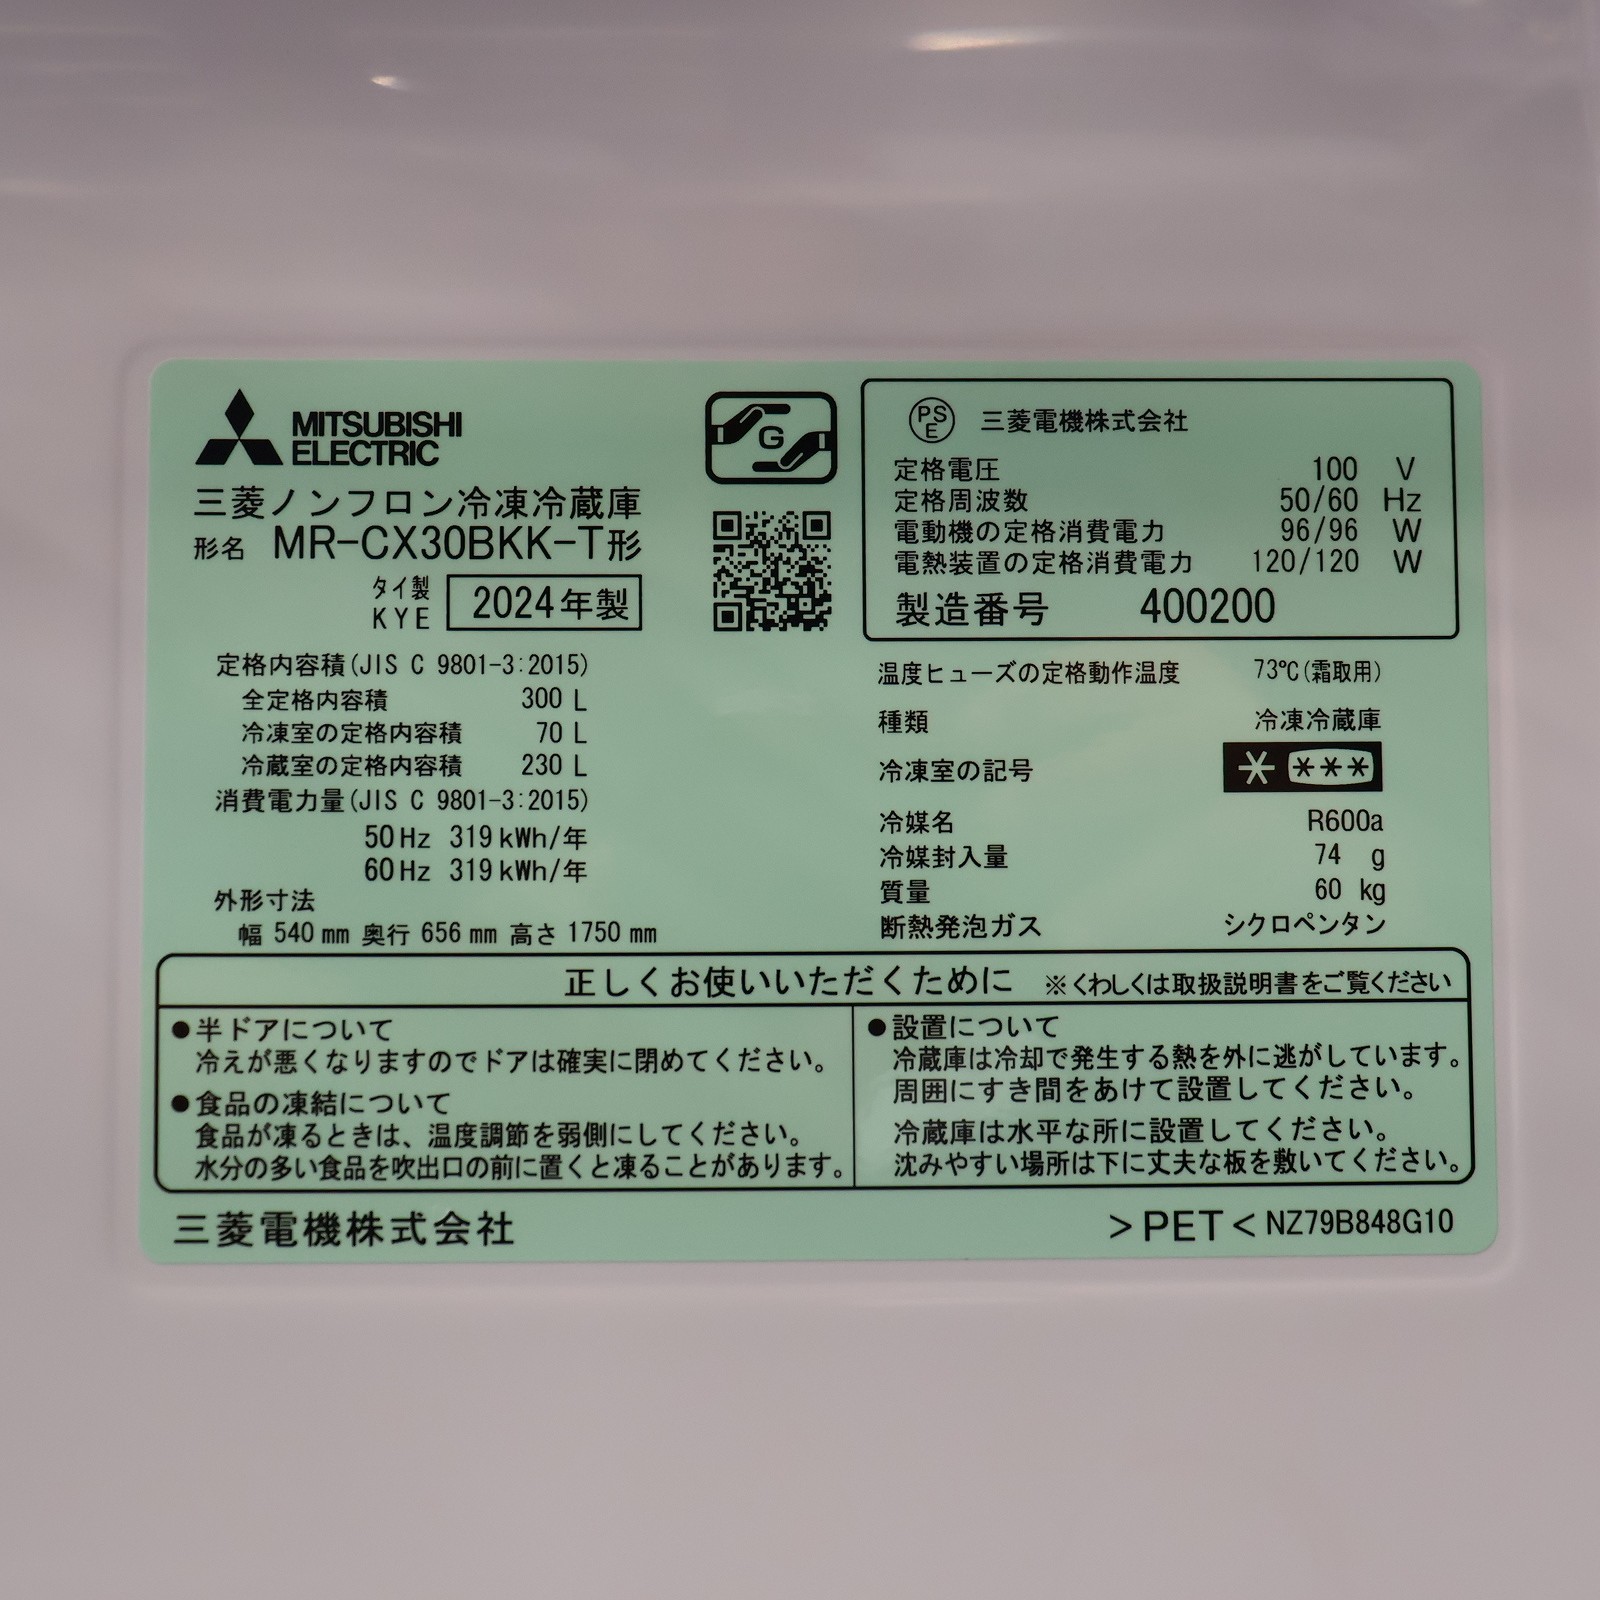 MITSUBISHI
ELECTRIC
三菱ノンフロン冷凍冷蔵庫
形名 MR-CX30BKK-T形
タイ製
KYE 2024年製
定格内容積(JIS C 9801-3:2015)
全定格内容積 300 L
冷凍室の定格内容積 70 L
冷蔵室の定格内容積 230 L
消費電力量(JIS C 9801-3:2015)
50Hz 319kWh/年
60Hz 319kWh/年
外形寸法
幅 540 mm 奥行 656 mm 高さ 1750 mm
G
PSE 三菱電機株式会社
定格電圧 100 V
定格周波数 50/60 Hz
電動機の定格消費電力 96/96 W
電熱装置の定格消費電力 120/120 W
製造番号 400200
温度ヒューズの定格動作温度 73℃(霜取用)
種類 冷凍冷蔵庫
冷凍室の記号 * ***
冷媒名 R600a
冷媒封入量 74 g
質量 60 kg
断熱発泡ガス シクロペンタン
正しくお使いいただくために ※くわしくは取扱説明書をご覧ください
●半ドアについて
冷えが悪くなりますのでドアは確実に閉めてください。
●食品の凍結について
食品が凍るときは、温度調節を弱側にしてください。
水分の多い食品を吹出口の前に置くと凍ることがあります。
●設置について
冷蔵庫は冷却で発生する熱を外に逃がしています。
周囲にすき間をあけて設置してください。
冷蔵庫は水平な所に設置してください。
沈みやすい場所は下に丈夫な板を敷いてください。
三菱電機株式会社
>PET< NZ79B848G10